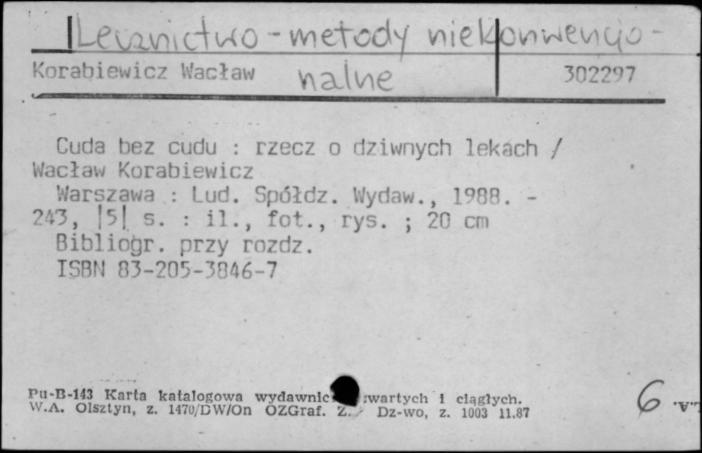 Lecznictwo - metody niekonwencjo-
Korabiewicz Wacław nalne 302297
Cuda bez cudu : rzecz o dziwnych lekach /
Wacław Korabiewicz
Warszawa : Lud. Spółdz. Wydaw., 1988. -
243, |5| s. : il., fot., rys. ; 20 cm
Bibliogr. przy rozdz.
ISBN 83-205-3846-7
Pu-B-143 Karta katalogowa wydawnic wartych i ciągłych.
W.A. Olsztyn, z. 1470/DW/On OZGraf. Z. Dz-wo, z. 1003 11.87
6